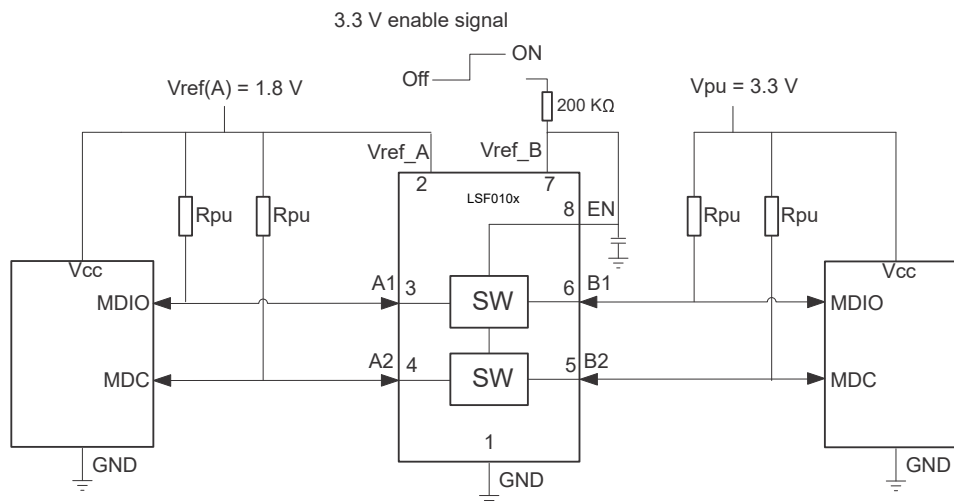 3.3 V enable signal
ON
Off
Vref(A) = 1.8 V
200 KΩ
Vpu = 3.3 V
Vref_A
Vref_B
2
7
LSF010x
Rpu
Rpu
8
EN
Rpu
Rpu
Vcc
Vcc
MDIO
A1
3
SW
6
B1
MDIO
MDC
A2
4
SW
5
B2
MDC
1
GND
GND
GND